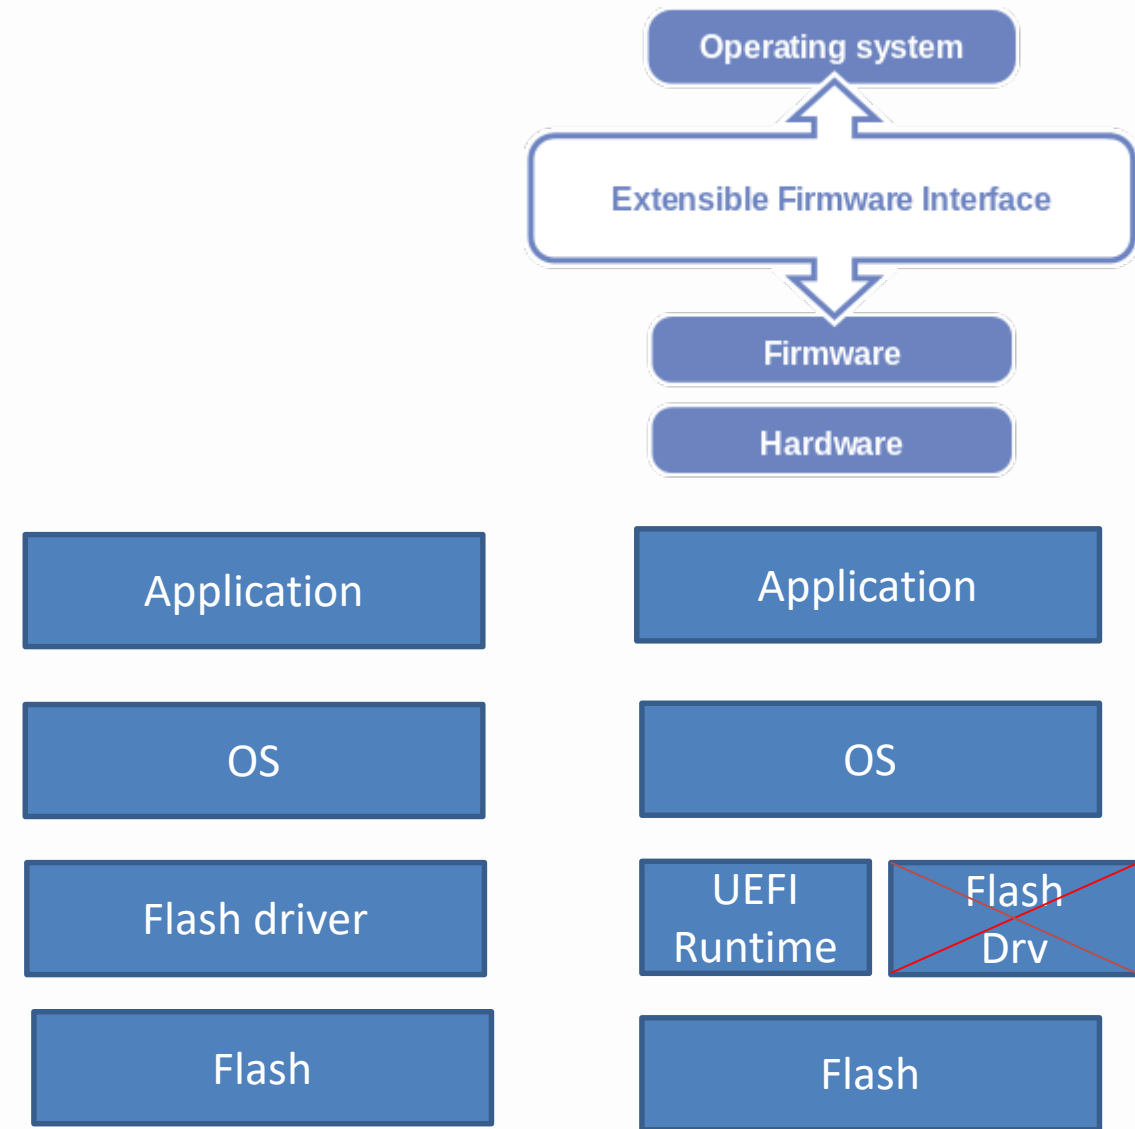 Operating system
Extensible Firmware Interface
Firmware
Hardware
Application
Application
OS
OS
Flash driver
UEFI
Runtime
Flash
Drv
Flash
Flash